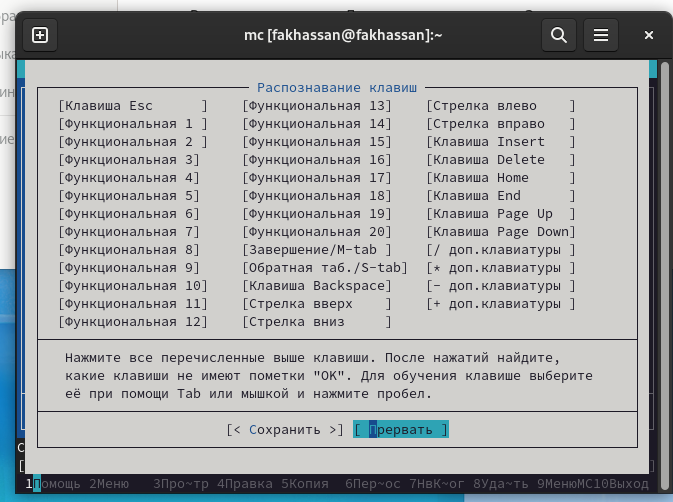 mc [fakhassan@fakhassan]:~
Распознавание клавиш
[Клавиша Esc      ] [Функциональная 13] [Стрелка влево    ]
[Функциональная 1 ] [Функциональная 14] [Стрелка вправо   ]
[Функциональная 2 ] [Функциональная 15] [Клавиша Insert   ]
[Функциональная 3] [Функциональная 16] [Клавиша Delete   ]
[Функциональная 4] [Функциональная 17] [Клавиша Home     ]
[Функциональная 5] [Функциональная 18] [Клавиша End      ]
[Функциональная 6] [Функциональная 19] [Клавиша Page Up  ]
[Функциональная 7] [Функциональная 20] [Клавиша Page Down]
[Функциональная 8] [Завершение/M-tab ] [/ доп.клавиатуры ]
[Функциональная 9] [Обратная таб./S-tab] [* доп.клавиатуры ]
[Функциональная 10] [Клавиша Backspace] [- доп.клавиатуры ]
[Функциональная 11] [Стрелка вверх    ] [+ доп.клавиатуры ]
[Функциональная 12] [Стрелка вниз     ]
Нажмите все перечисленные выше клавиши. После нажатий найдите,
какие клавиши не имеют пометки "OK". Для обучения клавише выберите
её при помощи Tab или мышкой и нажмите пробел.
[< Сохранить >] [ Прервать ]
1Помощь 2Меню 3Про~тр 4Правка 5Копия 6Пер~ос 7НвК~ог 8Уда~ть 9МенюMC10Выход